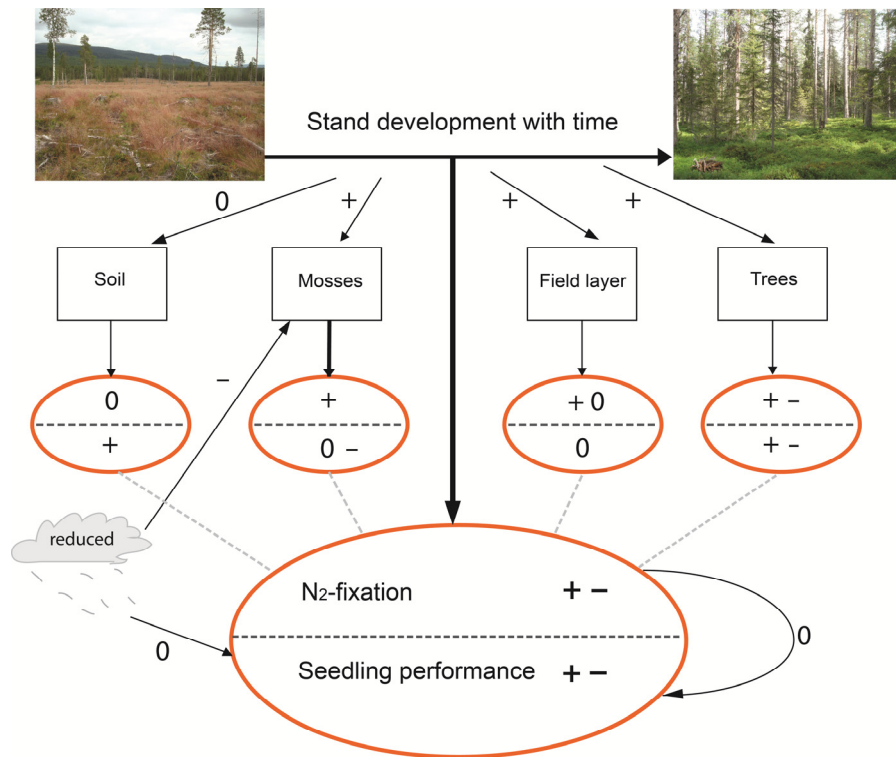 Stand development with time
0
+
+
+
Soil
Mosses
Field layer
Trees
–
0
+
+
0 –
+ 0
0
+ –
+ –
reduced
N₂-fixation + –
0
0
Seedling performance + –